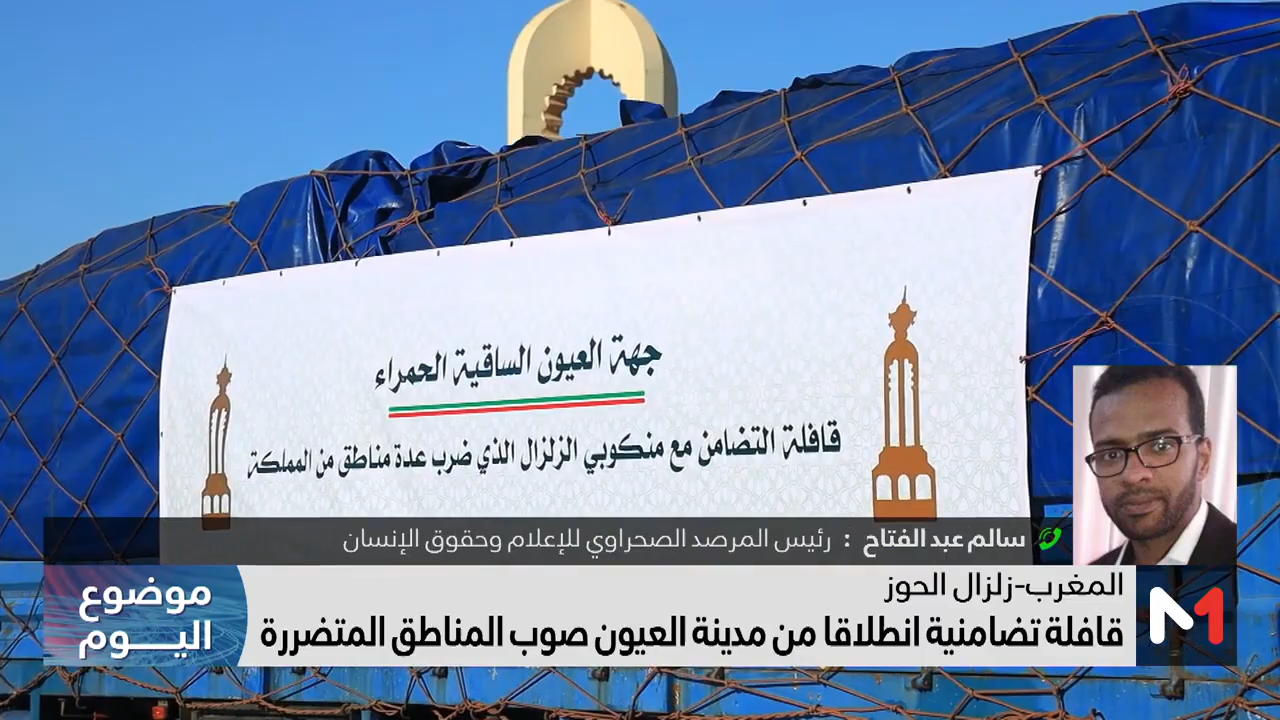 جهة العيون الساقية الحمراء
قافلة التضامن مع منكوبي الزلزال الذي ضرب عدة مناطق من المملكة
سالم عبد الفتاح : رئيس المرصد الصحراوي للإعلام وحقوق الإنسان
المغرب-زلزال الحوز
قافلة تضامنية انطلاقا من مدينة العيون صوب المناطق المتضررة
موضوع
اليـــوم
M1